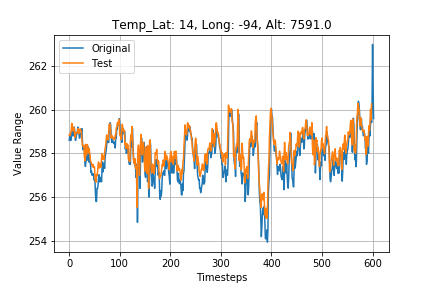 Temp_Lat: 14, Long: -94, Alt: 7591.0
Original
Test
262
260
258
256
254
Value Range
0
100
200
300
400
500
600
Timesteps